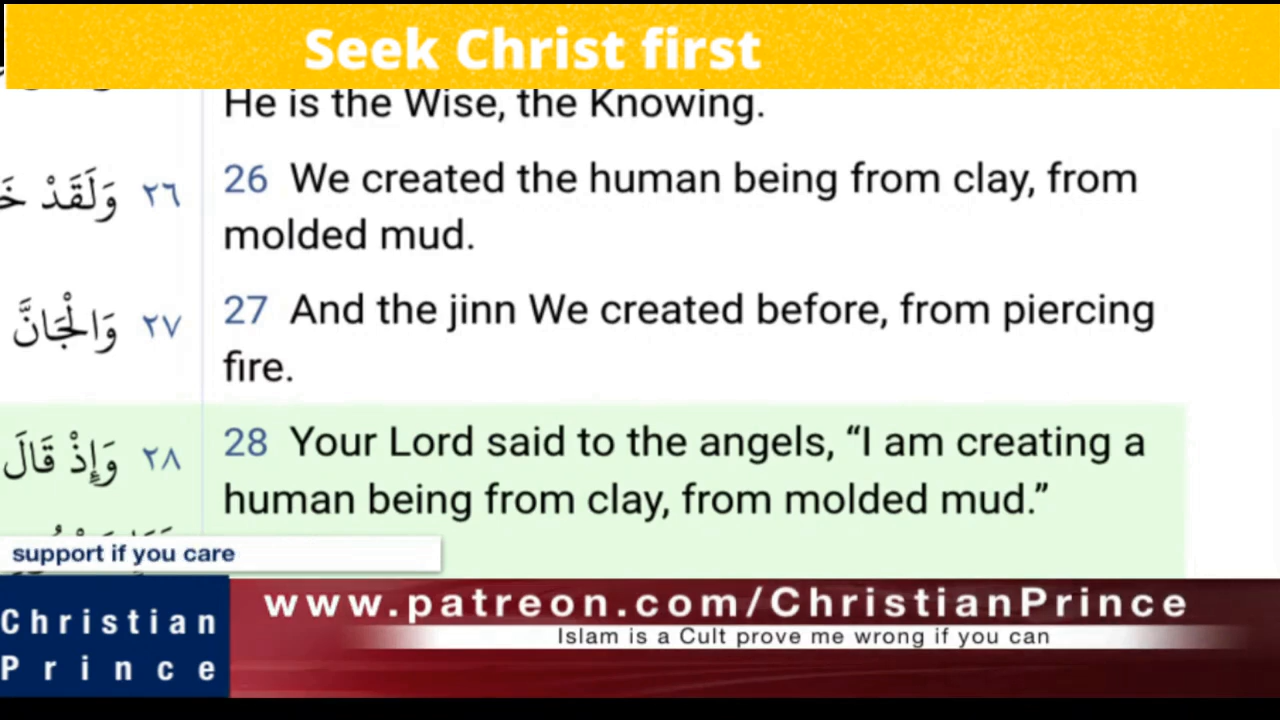 Seek Christ first
He is the Wise, the Knowing.
٢٦ وَلَقَدْ
26 We created the human being from clay, from
molded mud.
٢٧ وَالْجَانَّ
27 And the jinn We created before, from piercing
fire.
٢٨ وَإِذْ قَالَ
28 Your Lord said to the angels, “I am creating a
human being from clay, from molded mud.”
support if you care
Christian
Prince
www.patreon.com/ChristianPrince
Islam is a Cult prove me wrong if you can